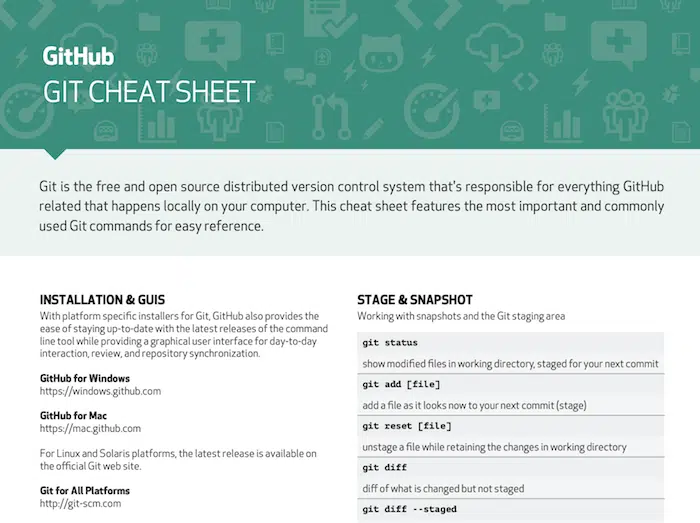 GitHub
GIT CHEAT SHEET
Git is the free and open source distributed version control system that's responsible for everything GitHub
related that happens locally on your computer. This cheat sheet features the most important and commonly
used Git commands for easy reference.
INSTALLATION & GUIS
With platform specific installers for Git, GitHub also provides the
ease of staying up-to-date with the latest releases of the command
line tool while providing a graphical user interface for day-to-day
interaction, review, and repository synchronization.
GitHub for Windows
https://windows.github.com
GitHub for Mac
https://mac.github.com
For Linux and Solaris platforms, the latest release is available on
the official Git web site.
Git for All Platforms
http://git-scm.com
STAGE & SNAPSHOT
Working with snapshots and the Git staging area
git status
show modified files in working directory, staged for your next commit
git add [file]
add a file as it looks now to your next commit (stage)
git reset [file]
unstage a file while retaining the changes in working directory
git diff
diff of what is changed but not staged
git diff --staged